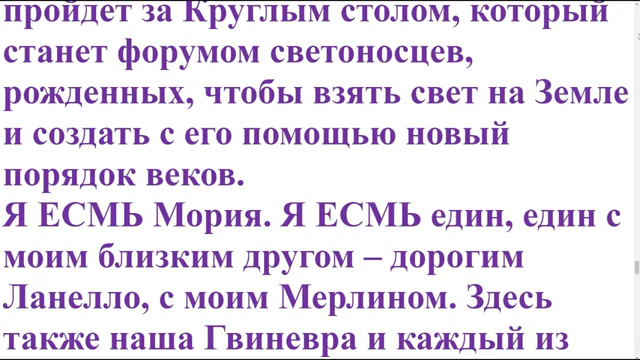 пройдет за Круглым столом, который
станет форумом светоносцев,
рожденных, чтобы взять свет на Земле
и создать с его помощью новый
порядок веков.
Я ЕСМЬ Мория. Я ЕСМЬ един, един с
моим близким другом – дорогим
Ланелло, с моим Мерлином. Здесь
также наша Гвиневра и каждый из